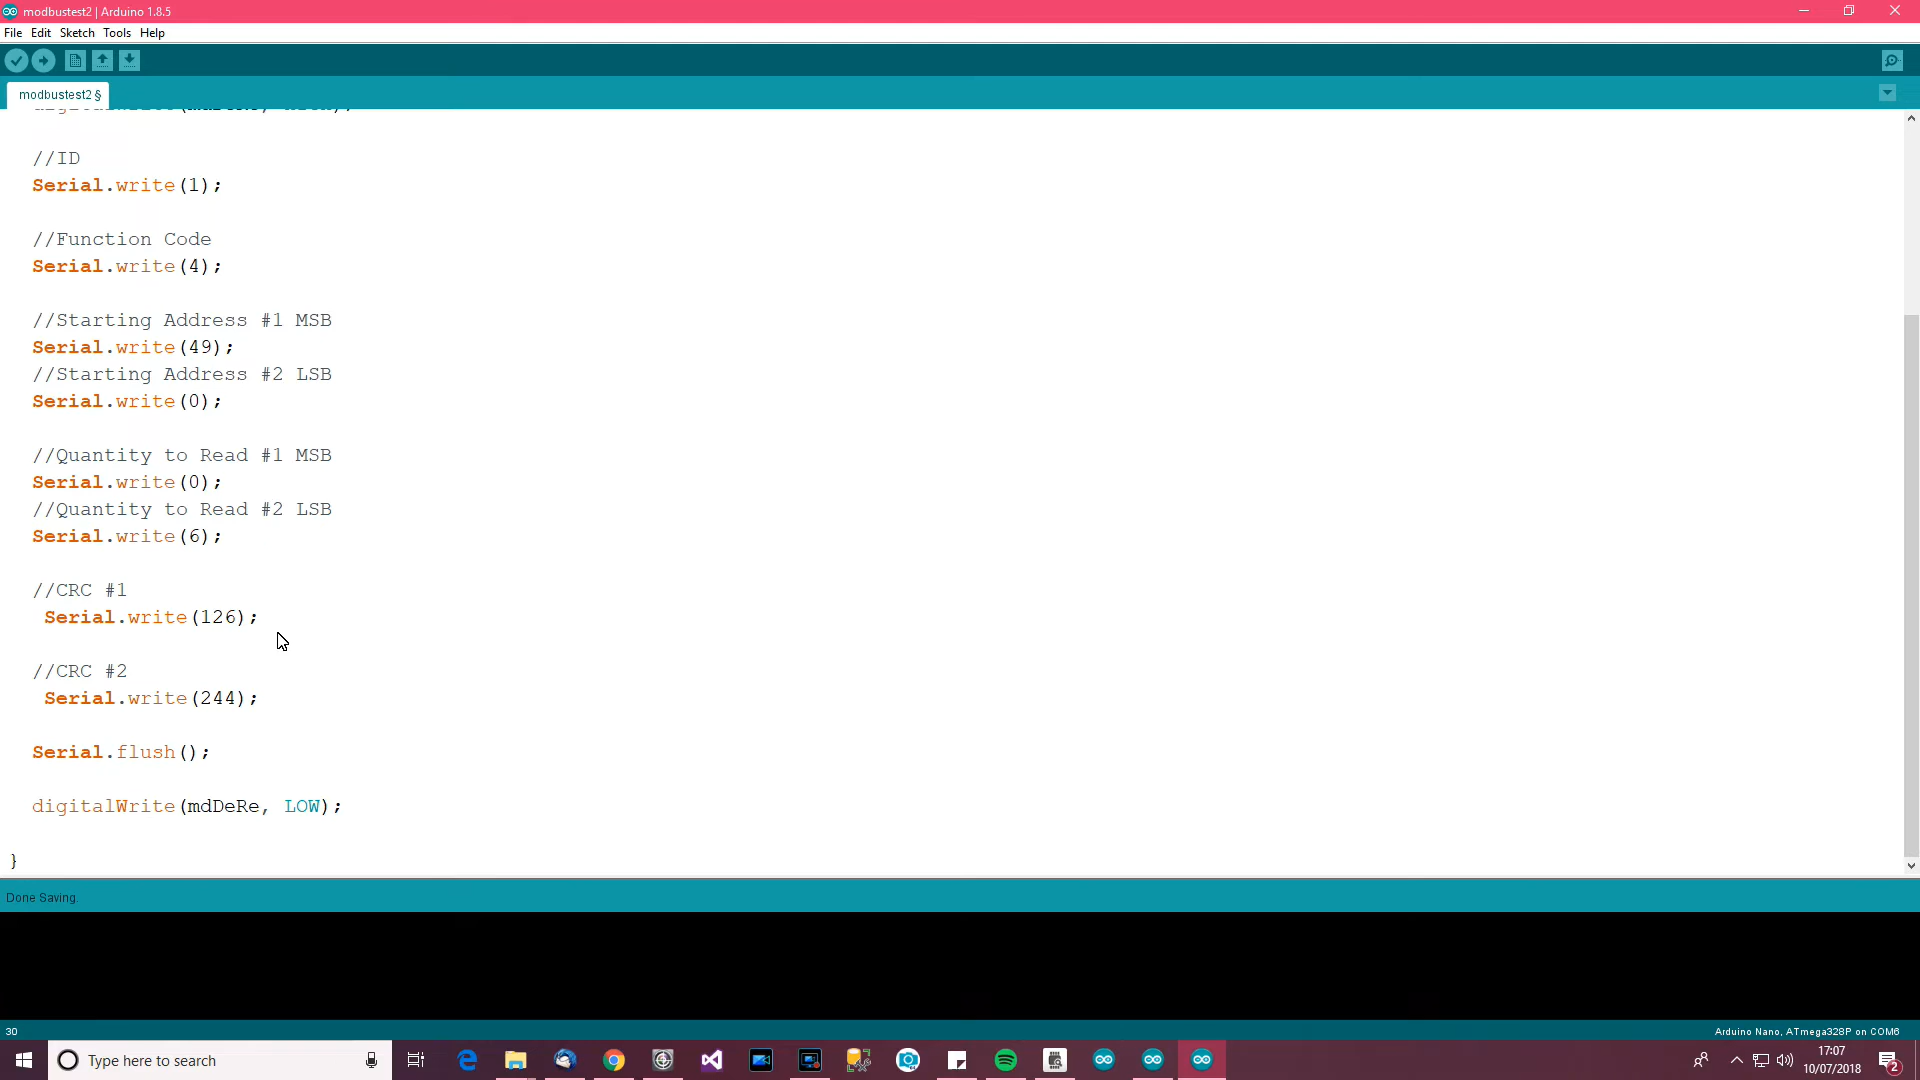 modbustest2 | Arduino 1.8.5
File Edit Sketch Tools Help
modbustest2 §
//ID
Serial.write(1);
//Function Code
Serial.write(4);
//Starting Address #1 MSB
Serial.write(49);
//Starting Address #2 LSB
Serial.write(0);
//Quantity to Read #1 MSB
Serial.write(0);
//Quantity to Read #2 LSB
Serial.write(6);
//CRC #1
Serial.write(126);
//CRC #2
Serial.write(244);
Serial.flush();
digitalWrite(mdDeRe, LOW);
}
Done Saving.
30
Arduino Nano, ATmega328P on COM6
Type here to search
17:07
10/07/2018
2